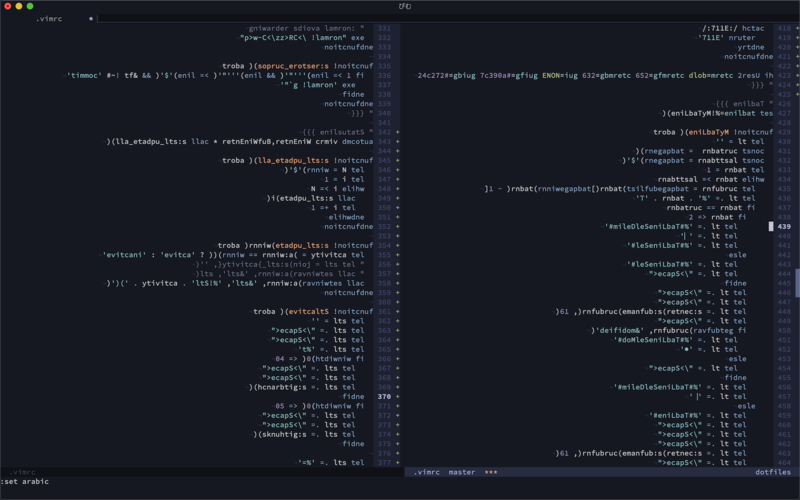 びむ
.vimrc ●
gniwarder sdiova lamron: " 331
"p>w-C<\zz>RC<\ !lamron" exe 332
noitcnufdne 333
334
troba )(sopruc_erotser:s !noitcnuf 335
'timmoc' #~! tf& && )'$'(enil =< )'"'''(enil && )'"'''(enil =< 1 fi 336
'"`g !lamron' exe 337
fidne 338
noitcnufdne 339
}}} " 340
341
{{{ enilsutatS " 342
)(lla_etadpu_lts:s llac * retnEniWfuB,retnEniW crmiv dmcotua 343
344
troba )(lla_etadpu_lts:s !noitcnuf 345
)'$'(rnniw = N tel 346
1 = i tel 347
N =< i elihw 348
)i(etadpu_lts:s llac 349
1 =+ i tel 350
elihwdne 351
noitcnufdne 352
353
troba )rnniw(etadpu_lts:s !noitcnuf 354
'evitcani' : 'evitca' ? ))(rnniw == rnniw:a( = ytivitca tel 355
)'' ,)ytivitca{_lts:s(nioj = lts tel " 356
)lts ,'lts&' ,rnniw:a(ravniwtes llac " 357
)')(' . ytivitca . 'ltS!%' ,'lts&' ,rnniw:a(ravniwtes llac 358
noitcnufdne 359
360
troba )(evitcaltS !noitcnuf 361
'' = lts tel 362
">ecapS<\" =. lts tel 363
">ecapS<\" =. lts tel 364
't%' =. lts tel 365
04 => )0(htdiwniw fi 366
">ecapS<\" =. lts tel 367
">ecapS<\" =. lts tel 368
)(hcnarbtig:s =. lts tel 369
fidne 370
05 => )0(htdiwniw fi 371
">ecapS<\" =. lts tel 372
">ecapS<\" =. lts tel 373
)(sknuhtig:s =. lts tel 374
fidne 375
376
'=%' =. lts tel 377
/:711E:/ hctac 418
'711E' nruter 419
yrtdne 420
noitcnufdne 421
422
24c272#=gbiug 7c390a#=gfiug ENON=iug 632=gbmretc 652=gfmretc dlob=mretc 2resU ih 423
}}} " 424
425
{{{ enilbaT " 426
)(eniLbaTyM!%=enilbat tes 427
428
troba )(eniLbaTyM !noitcnuf 429
'' = lt tel 430
)(rnegapbat = rnbatruc tsnoc 431
)'$'(rnegapbat = rnabttsal tsnoc 432
1 = rnbat tel 433
rnabttsal =< rnbat elihw 434
]1 - )rnbat(rnniwegapbat[)rnbat(tsilfubegapbat = rnfubruc tel 435
'T' . rnbat . '%' =. lt tel 436
rnbatruc == rnbat fi 437
2 => rnbat fi 438
'#mileDleSeniLbaT#%' =. lt tel 439
'▏' =. lt tel 440
'#leSeniLbaT#%' =. lt tel 441
esle 442
'#leSeniLbaT#%' =. lt tel 443
">ecapS<\" =. lt tel 444
fidne 445
">ecapS<\" =. lt tel 446
">ecapS<\" =. lt tel 447
)61 ,)rnfubruc(emanfub:s(retnec:s =. lt tel 448
">ecapS<\" =. lt tel 449
)'deifidom&' ,rnfubruc(ravfubteg fi 450
'#doMleSeniLbaT#%' =. lt tel 451
'●' =. lt tel 452
esle 453
">ecapS<\" =. lt tel 454
fidne 455
'#mileDleSeniLbaT#%' =. lt tel 456
'▕' =. lt tel 457
esle 458
'#eniLbaT#%' =. lt tel 459
">ecapS<\" =. lt tel 460
">ecapS<\" =. lt tel 461
">ecapS<\" =. lt tel 462
)61 ,)rnfubruc(emanfub:s(retnec:s =. lt tel 463
">ecapS<\" =. lt tel 464
.vimrc
.vimrc master *** dotfiles
:set arabic